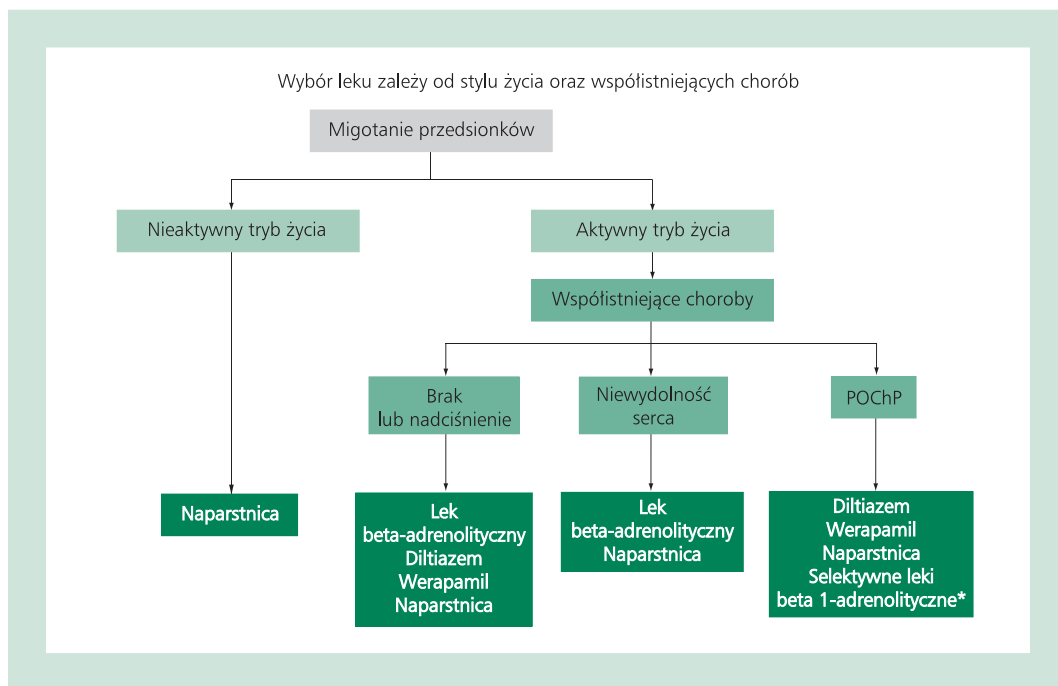 Wybór leku zależy od stylu życia oraz współistniejących chorób
Migotanie przedsionków
Nieaktywny tryb życia
Aktywny tryb życia
Współistniejące choroby
Brak
lub nadciśnienie
Niewydolność
serca
POChP
Naparstnica
Lek
beta-adrenolityczny
Diltiazem
Werapamil
Naparstnica
Lek
beta-adrenolityczny
Naparstnica
Diltiazem
Werapamil
Naparstnica
Selektywne leki
beta 1-adrenolityczne*